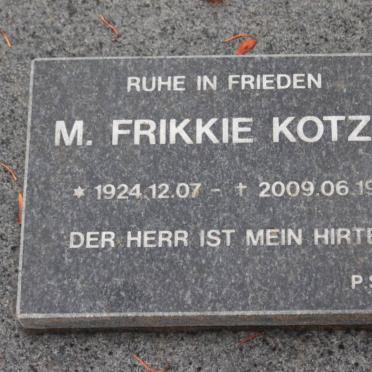 RUHE IN FRIEDEN
M. FRIKKIE KOTZ
* 1924.12.07 - † 2009.06.1
DER HERR IST MEIN HIRTE
P.S